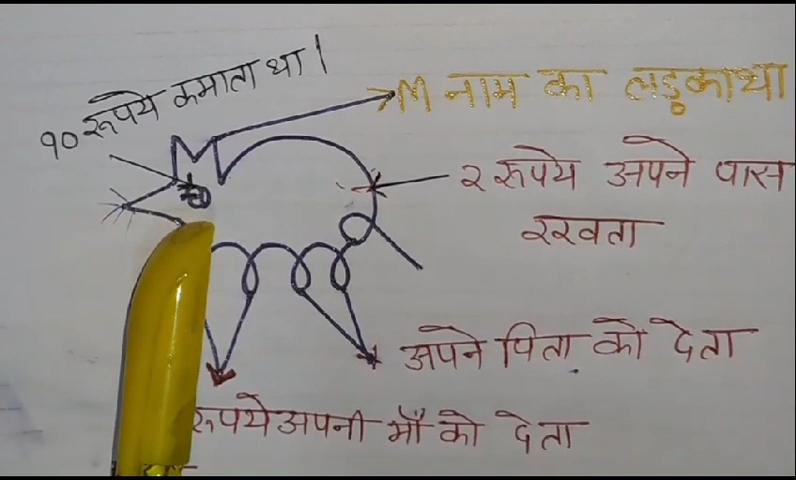 १० रूपये कमाता था।
M नाम का लड़का था
२ रूपये अपने पास
रखता
अपने पिता को देता
रूपये अपनी माँ को देता